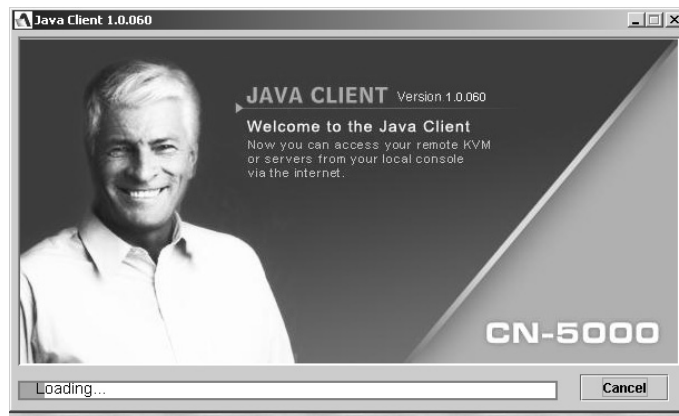 Java Client 1.0.060
JAVA CLIENT Version 1.0.060
Welcome to the Java Client
Now you can access your remote KVM
or servers from your local console
via the internet.
CN-5000
Loading...
Cancel